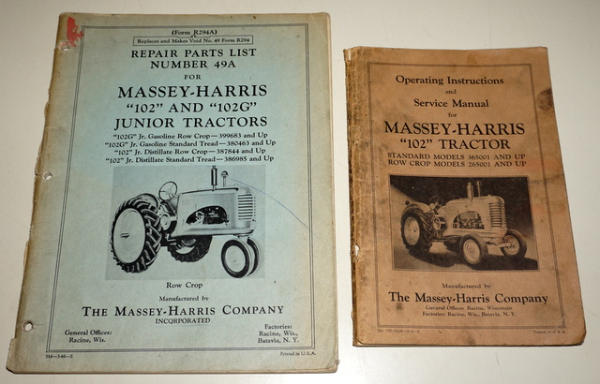 (Form R294A)
Replaces and Makes Void No. 49 Form R294
REPAIR PARTS LIST
NUMBER 49A
FOR
MASSEY-HARRIS
"102" AND "102G"
JUNIOR TRACTORS
"102G" Jr. Gasoline Row Crop—399683 and Up
"102G" Jr. Gasoline Standard Tread—380463 and Up
"102" Jr. Distillate Row Crop—387844 and Up
"102" Jr. Distillate Standard Tread—386985 and Up
Row Crop
Manufactured by
THE MASSEY-HARRIS COMPANY
INCORPORATED
General Offices:
Racine, Wis.
Factories:
Racine, Wis.,
Batavia, N. Y.
Printed in U.S.A.
Operating Instructions
and
Service Manual
for
MASSEY-HARRIS
"102" TRACTOR
STANDARD MODELS 365001 AND UP
ROW CROP MODELS 265001 AND UP
Manufactured by
The Massey-Harris Company
General Offices: Racine, Wisconsin
Factories: Racine, Wis., Batavia, N. Y.